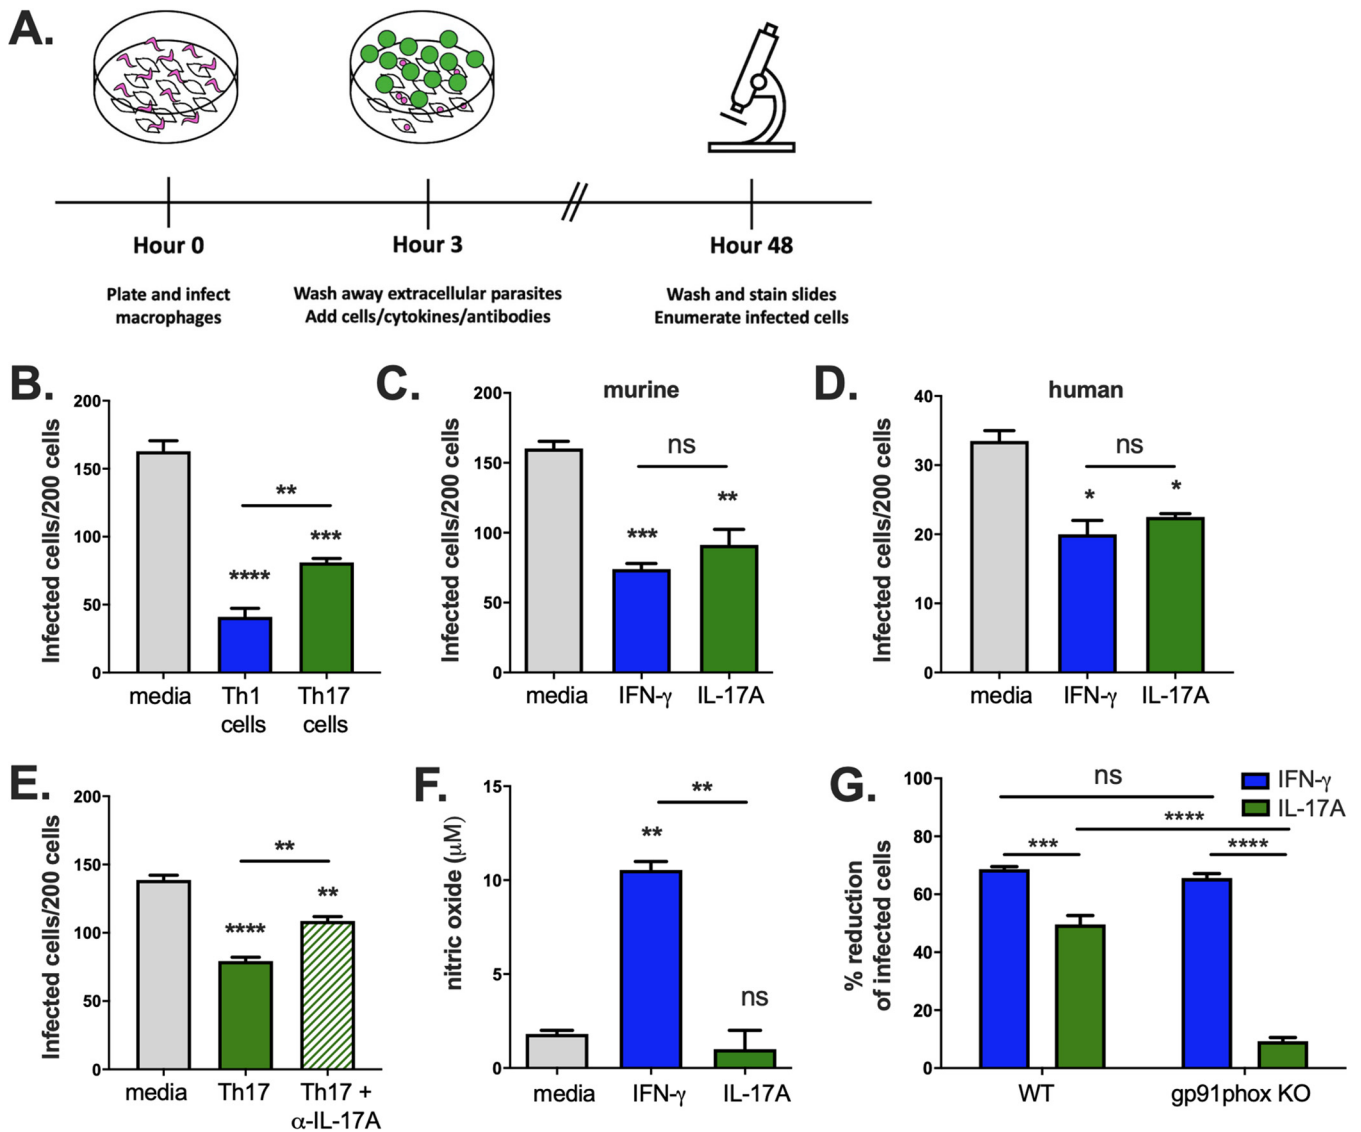 A.
Hour 0
Hour 3
Hour 48
Plate and infect
macrophages
Wash away extracellular parasites
Add cells/cytokines/antibodies
Wash and stain slides
Enumerate infected cells
B.
Infected cells/200 cells
200
150
100
50
0
**
****
***
media
Th1
cells
Th17
cells
C.
murine
Infected cells/200 cells
200
150
100
50
0
ns
***
**
media
IFN-γ
IL-17A
D.
human
Infected cells/200 cells
40
30
20
10
0
ns
*
*
media
IFN-γ
IL-17A
E.
Infected cells/200 cells
200
150
100
50
0
**
****
**
media
Th17
Th17 +
α-IL-17A
F.
nitric oxide (μM)
15
10
5
0
**
**
ns
media
IFN-γ
IL-17A
G.
% reduction
of infected cells
100
80
60
40
20
0
ns
****
***
****
IFN-γ
IL-17A
WT
gp91phox KO